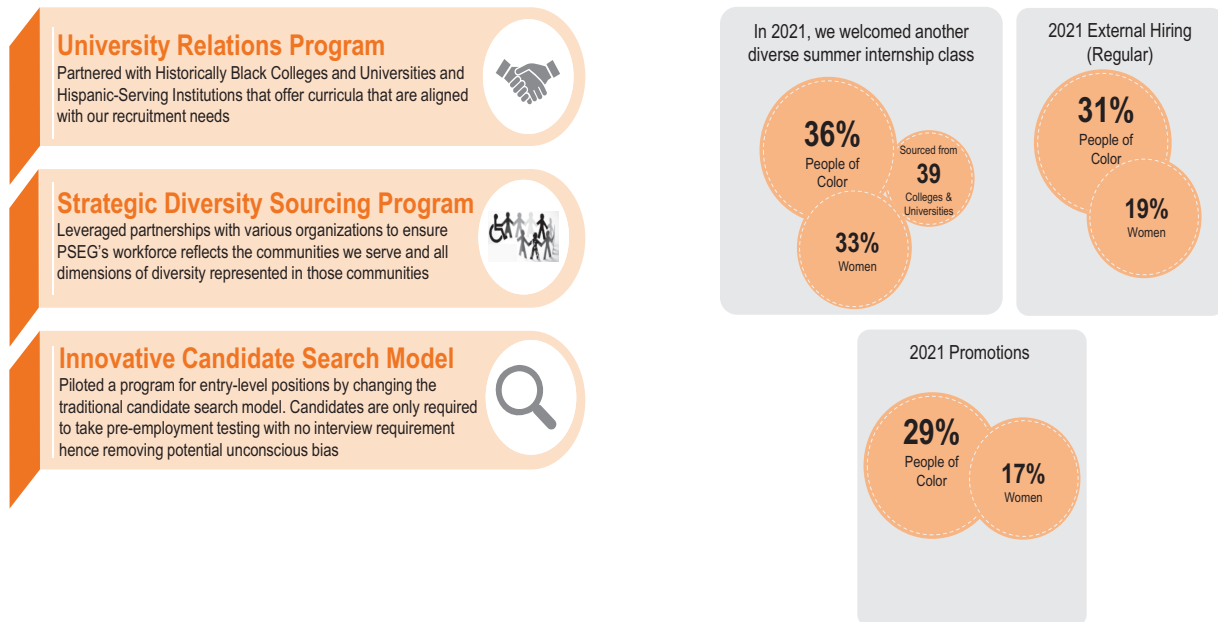 University Relations Program
Partnered with Historically Black Colleges and Universities and
Hispanic-Serving Institutions that offer curricula that are aligned
with our recruitment needs
Strategic Diversity Sourcing Program
Leveraged partnerships with various organizations to ensure
PSEG's workforce reflects the communities we serve and all
dimensions of diversity represented in those communities
Innovative Candidate Search Model
Piloted a program for entry-level positions by changing the
traditional candidate search model. Candidates are only required
to take pre-employment testing with no interview requirement
hence removing potential unconscious bias
In 2021, we welcomed another
diverse summer internship class
36%
People of
Color
Sourced from
39
Colleges &
Universities
33%
Women
2021 External Hiring
(Regular)
31%
People of
Color
19%
Women
2021 Promotions
29%
People of
Color
17%
Women